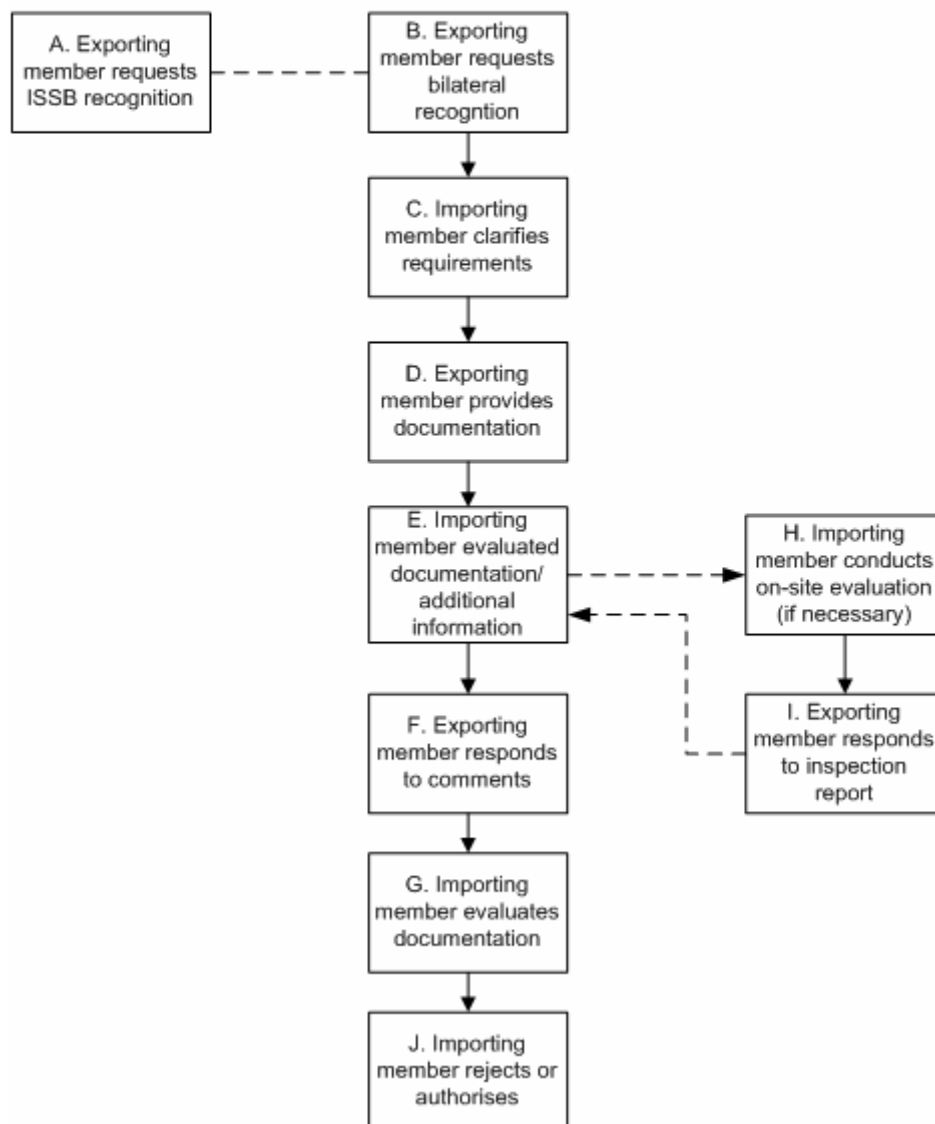 A. Exporting
member requests
ISSB recognition
B. Exporting
member requests
bilateral
recogntion
C. Importing
member clarifies
requirements
D. Exporting
member provides
documentation
E. Importing
member evaluated
documentation/
additional
information
H. Importing
member conducts
on-site evaluation
(if necessary)
F. Exporting
member responds
to comments
I. Exporting
member responds
to inspection
report
G. Importing
member evaluates
documentation
J. Importing
member rejects or
authorises